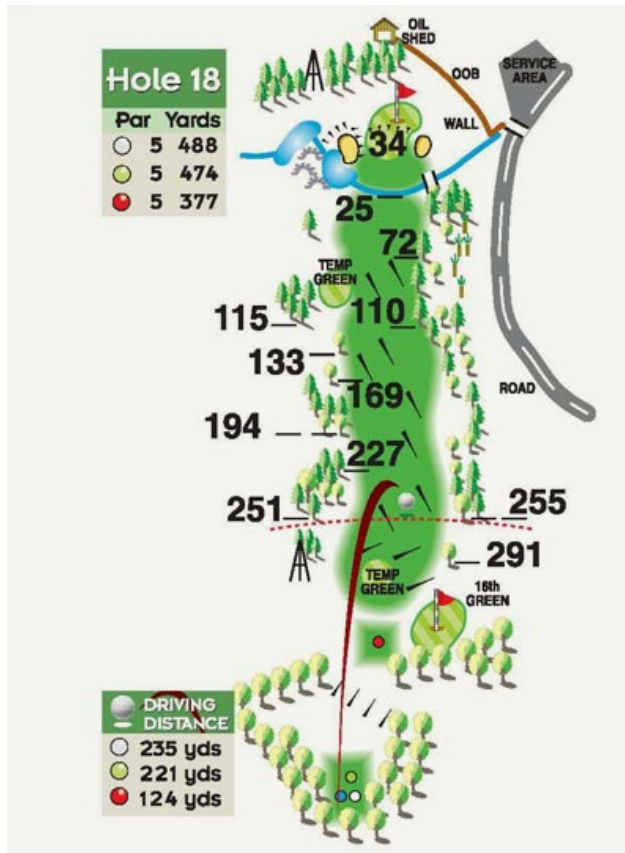 OIL
SHED
Hole 18
Par Yards
5 488
5 474
5 377
OOB
SERVICE
AREA
WALL
34
25
72
TEMP
GREEN
110
115
133
169
ROAD
194
227
251
255
291
TEMP
GREEN
16th
GREEN
DRIVING
DISTANCE
235 yds
221 yds
124 yds